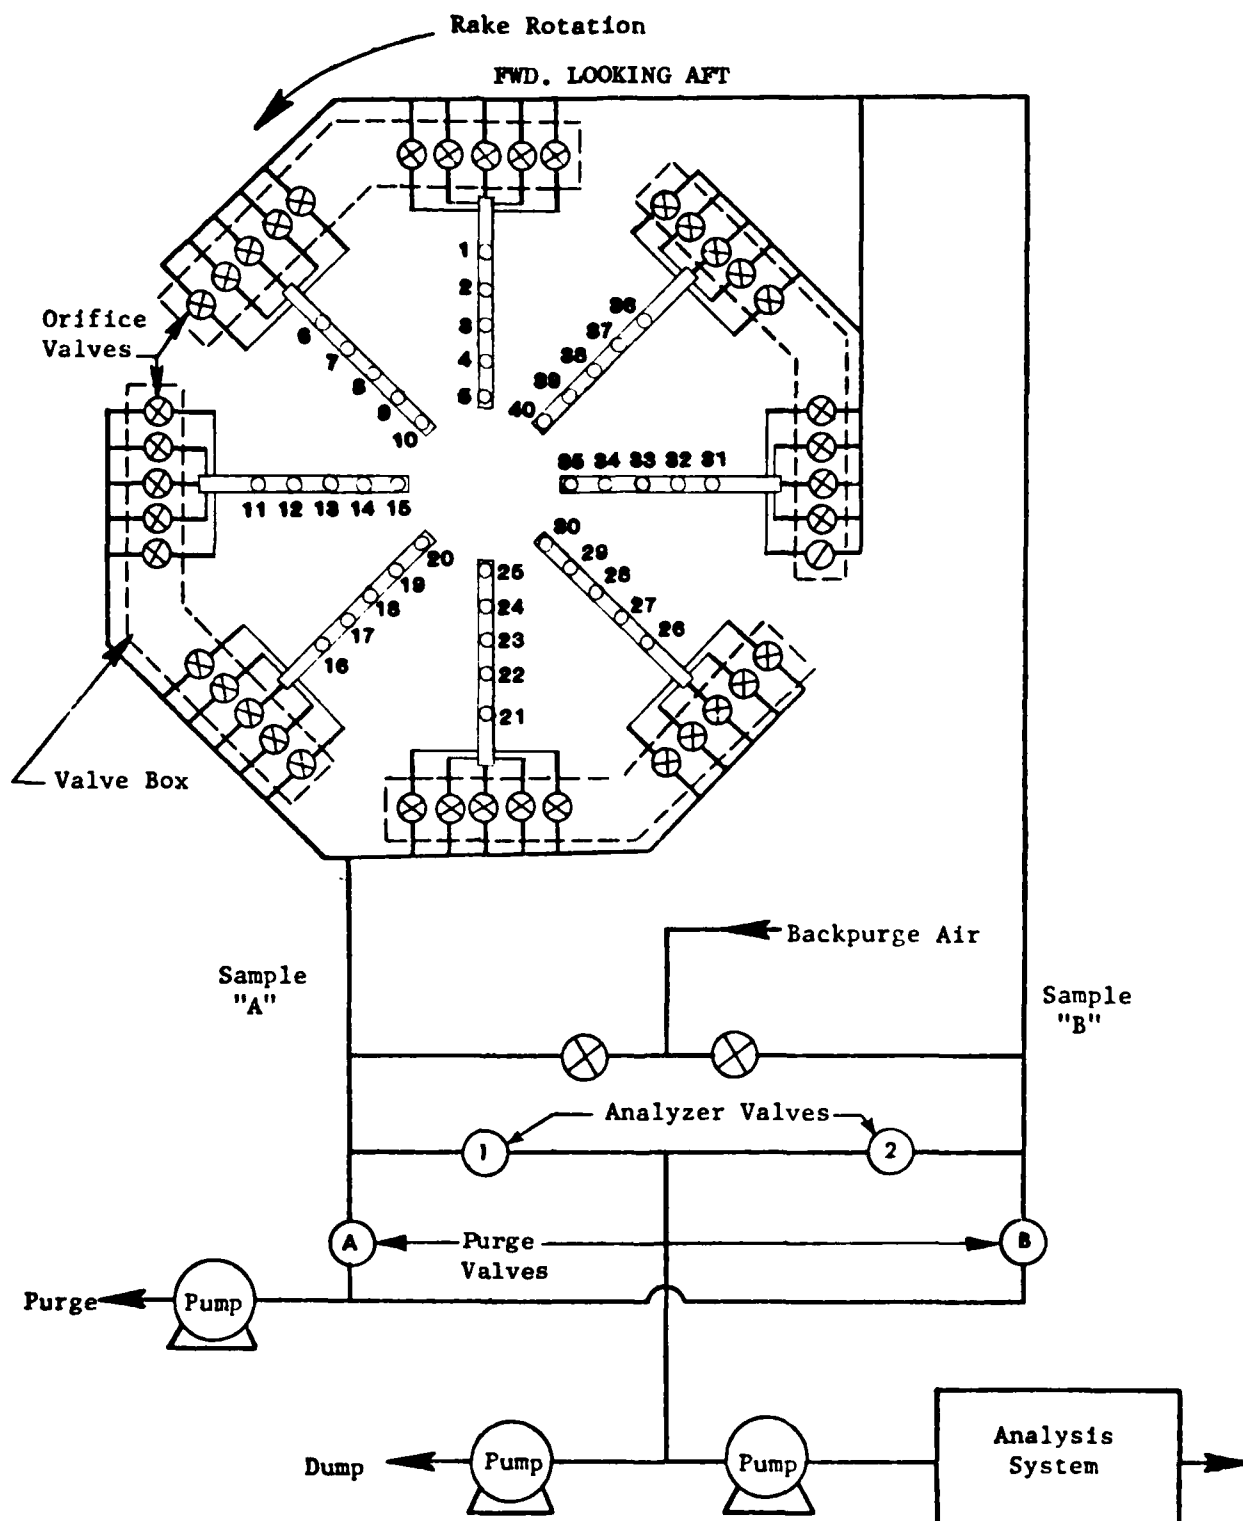 Rake Rotation
FWD. LOOKING AFT
1
2
3
4
5
6
7
8
9
10
36
37
38
39
40
Orifice
Valves
11 12 13 14 15
35 34 33 32 31
20
19
18
17
16
25
24
23
22
21
30
29
28
27
26
Valve Box
Backpurge Air
Sample
"A"
Sample
"B"
Analyzer Valves
1
2
A
Purge
Valves
B
Purge
Pump
Dump
Pump
Pump
Analysis
System